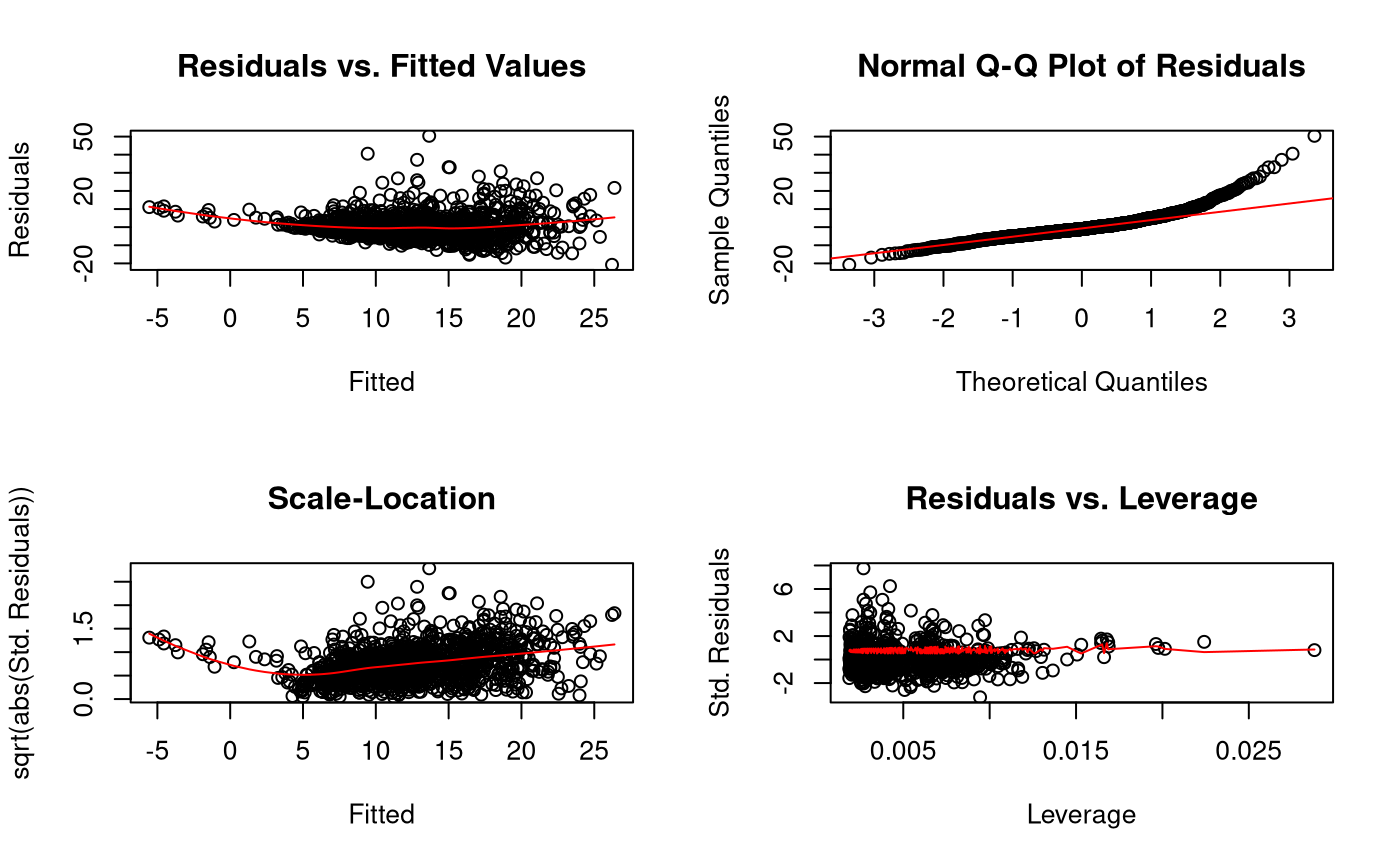 Residuals vs. Fitted Values
Residuals
50
20
-20
-5 0 5 10 15 20 25
Fitted
Normal Q-Q Plot of Residuals
Sample Quantiles
50
20
-20
-3 -2 -1 0 1 2 3
Theoretical Quantiles
Scale-Location
sqrt(abs(Std. Residuals))
1.5
0.0
-5 0 5 10 15 20 25
Fitted
Residuals vs. Leverage
Std. Residuals
6
2
-2
0.005 0.015 0.025
Leverage